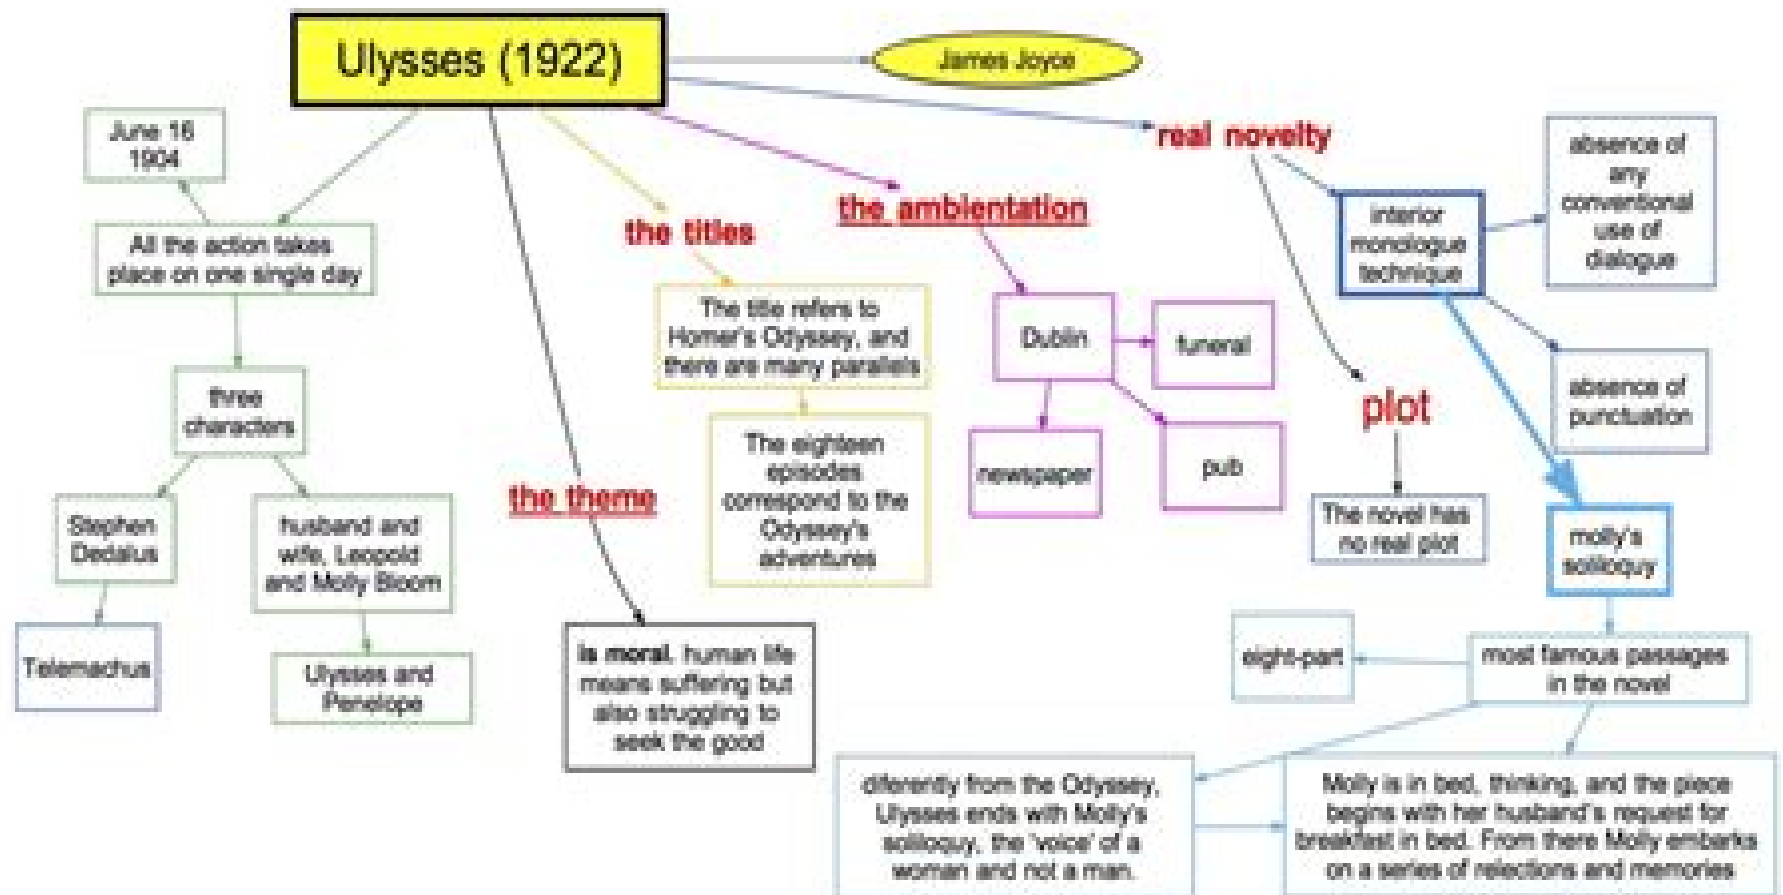 Ulysses (1922)
James Joyce
June 16
1904
All the action takes
place on one single day
three
characters
Stephen
Dedalus
husband and
wife, Leopold
and Molly Bloom
Telemachus
Ulysses and
Penelope
the theme
is moral. human life
means suffering but
also struggling to
seek the good
the titles
The title refers to
Homer's Odyssey, and
there are many parallels
The eighteen
episodes
correspond to the
Odyssey's
adventures
the ambientation
Dublin
funeral
newspaper
pub
real novelty
interior
monologue
technique
absence of
any
conventional
use of
dialogue
absence of
punctuation
plot
The novel has
no real plot
molly's
soliloquy
most famous passages
in the novel
eight-part
diferently from the Odyssey,
Ulysses ends with Molly's
soliloquy, the 'voice' of a
woman and not a man.
Molly is in bed, thinking, and the piece
begins with her husband's request for
breakfast in bed. From there Molly embarks
on a series of relections and memories